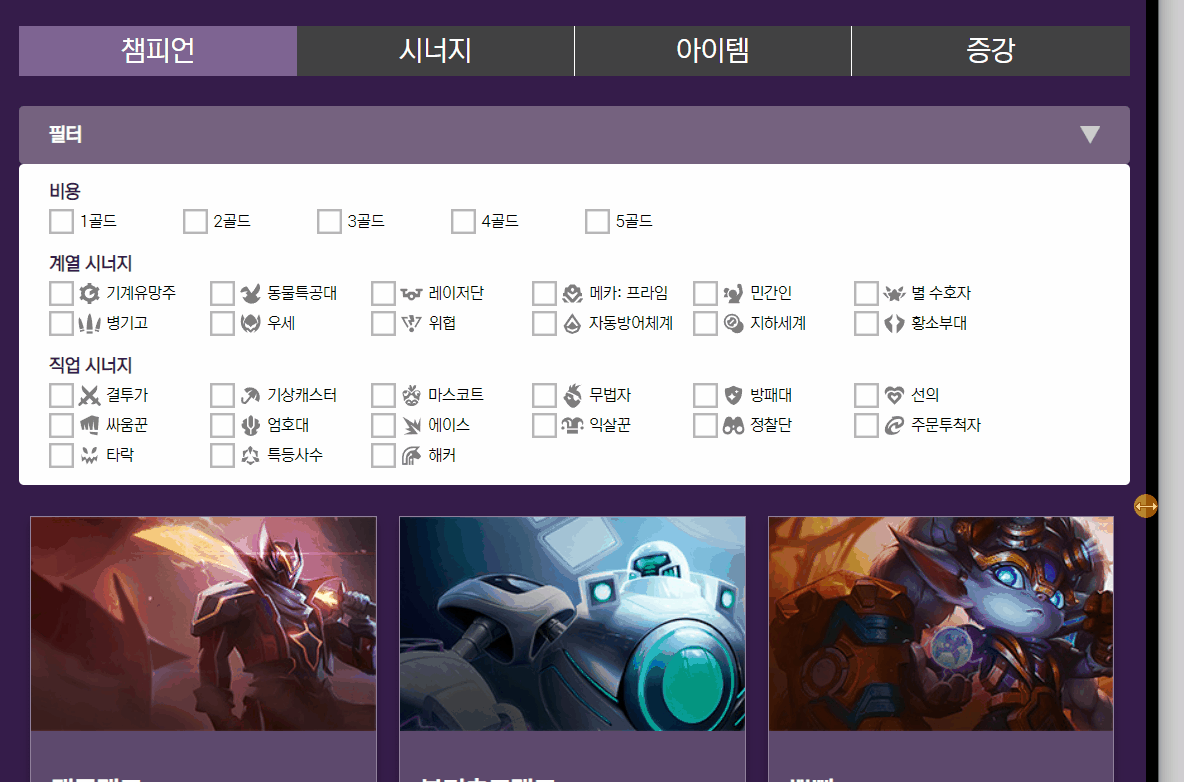 챔피언 시너지 아이템 증강
필터
비용
1골드 2골드 3골드 4골드 5골드
계열 시너지
기계유망주 동물특공대 레이저단 메카: 프라임 민간인 별 수호자
병기고 우세 위협 자동방어체계 지하세계 황소부대
직업 시너지
결투가 기상캐스터 마스코트 무법자 방패대 선의
싸움꾼 엄호대 에이스 익살꾼 정찰단 주문투척자
타락 특등사수 해커